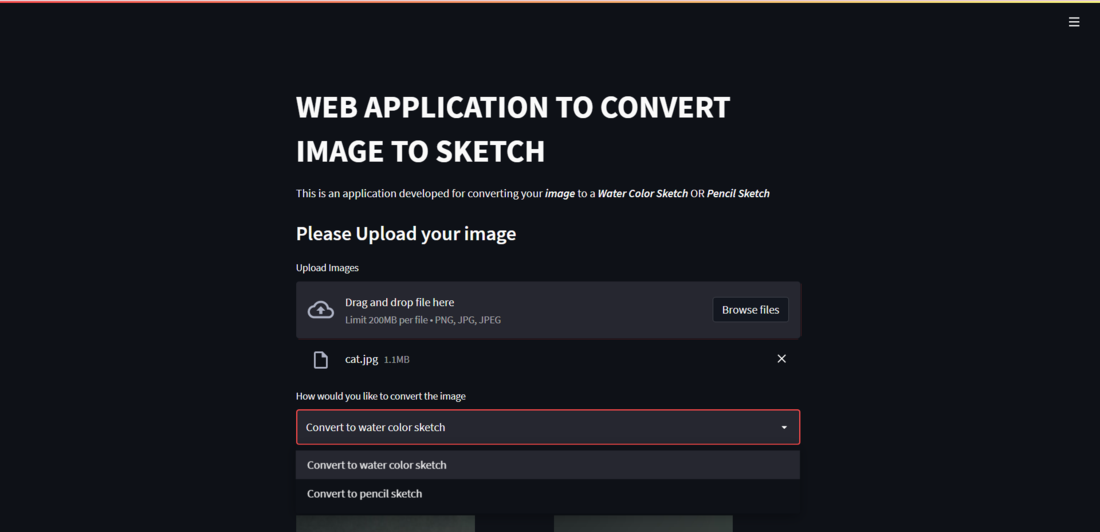 WEB APPLICATION TO CONVERT
IMAGE TO SKETCH
This is an application developed for converting your image to a Water Color Sketch OR Pencil Sketch
Please Upload your image
Upload Images
Drag and drop file here
Limit 200MB per file • PNG, JPG, JPEG
Browse files
cat.jpg 1.1MB
How would you like to convert the image
Convert to water color sketch
Convert to water color sketch
Convert to pencil sketch